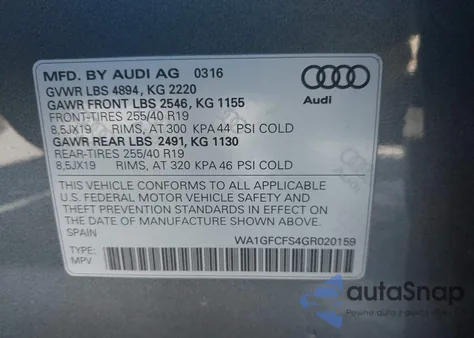 MFD. BY AUDI AG 0316
GVWR LBS 4894, KG 2220
GAWR FRONT LBS 2546, KG 1155
FRONT-TIRES 255/40 R19
8,5JX19 RIMS, AT 300 KPA 44 PSI COLD
GAWR REAR LBS 2491, KG 1130
REAR-TIRES 255/40 R19
8,5JX19 RIMS, AT 320 KPA 46 PSI COLD
Audi
THIS VEHICLE CONFORMS TO ALL APPLICABLE
U.S. FEDERAL MOTOR VEHICLE SAFETY AND
THEFT PREVENTION STANDARDS IN EFFECT ON
THE DATE OF MANUFACTURE SHOWN ABOVE.
SPAIN
WA1GFCFS4GR020159
TYPE:
MPV
autoSnap
Pewne auto z pewnej ręki